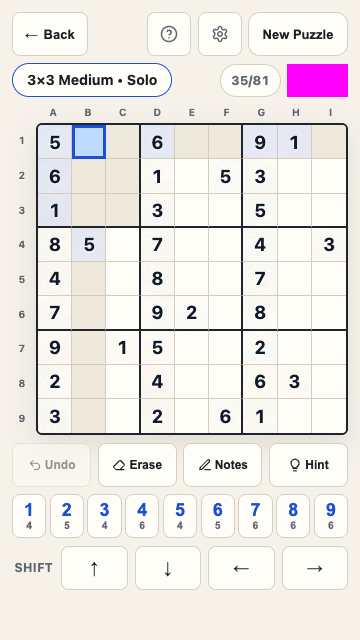 ← Back
New Puzzle
3×3 Medium • Solo
35/81
A B C D E F G H I
1 5 6 9 1
2 6 1 5 3
3 1 3 5
4 8 5 7 4 3
5 4 8 7
6 7 9 2 8
7 9 1 5 2
8 2 4 6 3
9 3 2 6 1
Undo Erase Notes Hint
1 2 3 4 5 6 7 8 9
4 5 4 6 4 5 6 6 6
SHIFT ↑ ↓ ← →